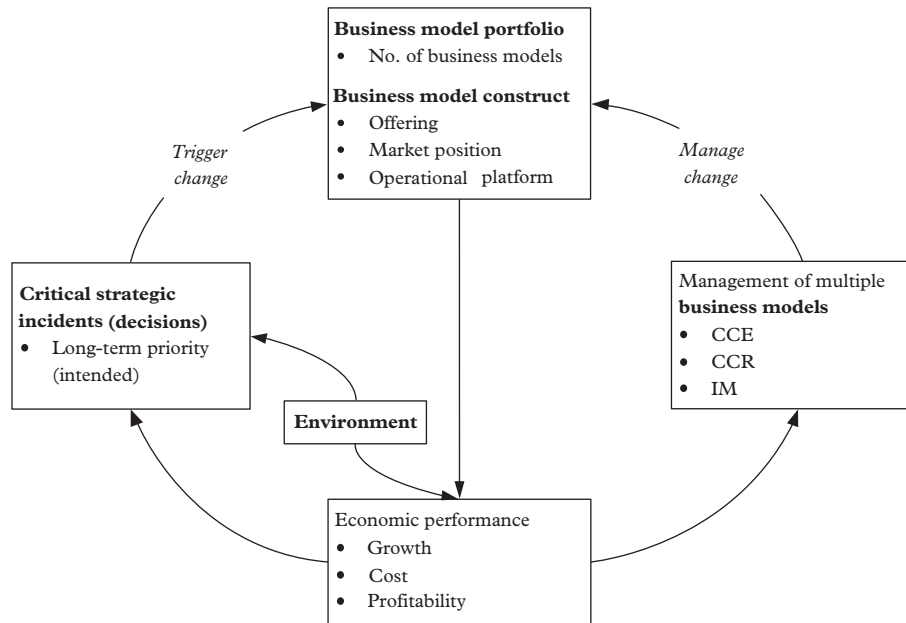 Business model portfolio
• No. of business models
Business model construct
• Offering
• Market position
• Operational platform
Trigger
change
Manage
change
Critical strategic
incidents (decisions)
• Long-term priority
(intended)
Management of multiple
business models
• CCE
• CCR
• IM
Environment
Economic performance
• Growth
• Cost
• Profitability